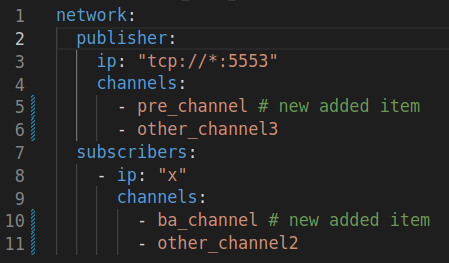 1 network:
2   publisher:
3     ip: "tcp://*:5553"
4     channels:
5       - pre_channel # new added item
6       - other_channel3
7   subscribers:
8     - ip: "x"
9       channels:
10         - ba_channel # new added item
11         - other_channel2